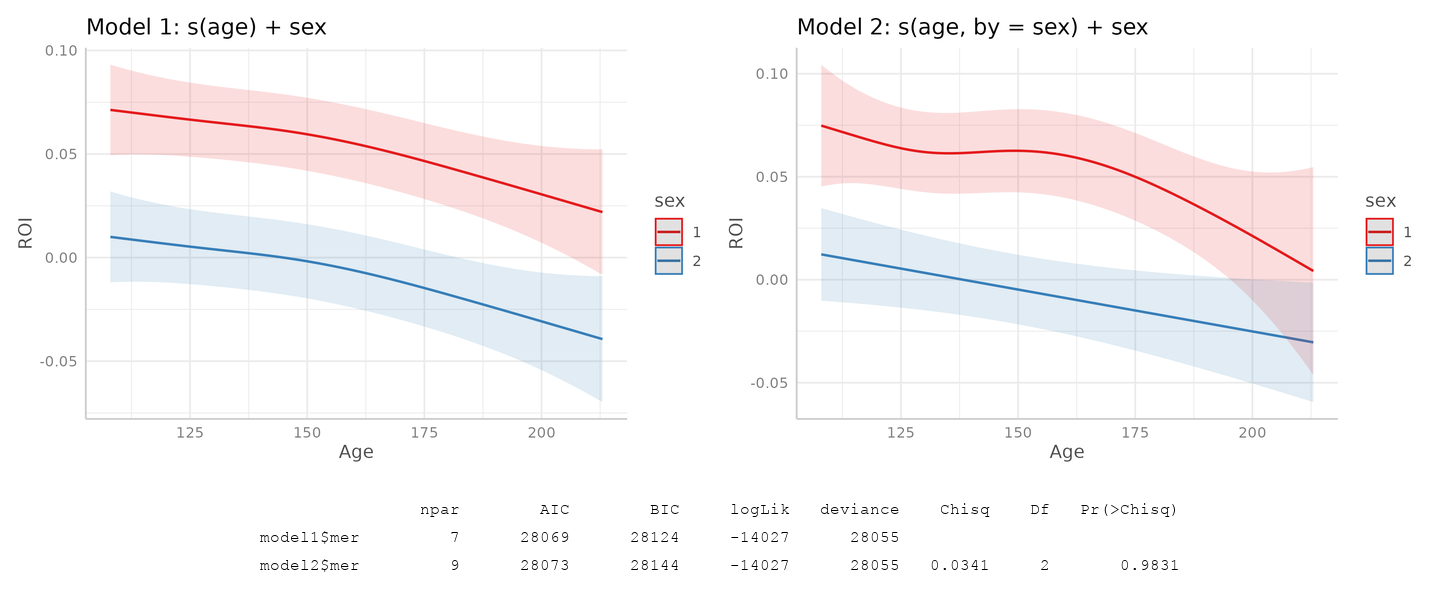 Model 1: s(age) + sex
0.10
0.05
0.00
-0.05
ROI
125 150 175 200
Age
sex
1
2
Model 2: s(age, by = sex) + sex
0.10
0.05
0.00
-0.05
ROI
125 150 175 200
Age
sex
1
2
npar AIC BIC logLik deviance Chisq Df Pr(>Chisq)
model1$mer 7 28069 28124 -14027 28055
model2$mer 9 28073 28144 -14027 28055 0.0341 2 0.9831